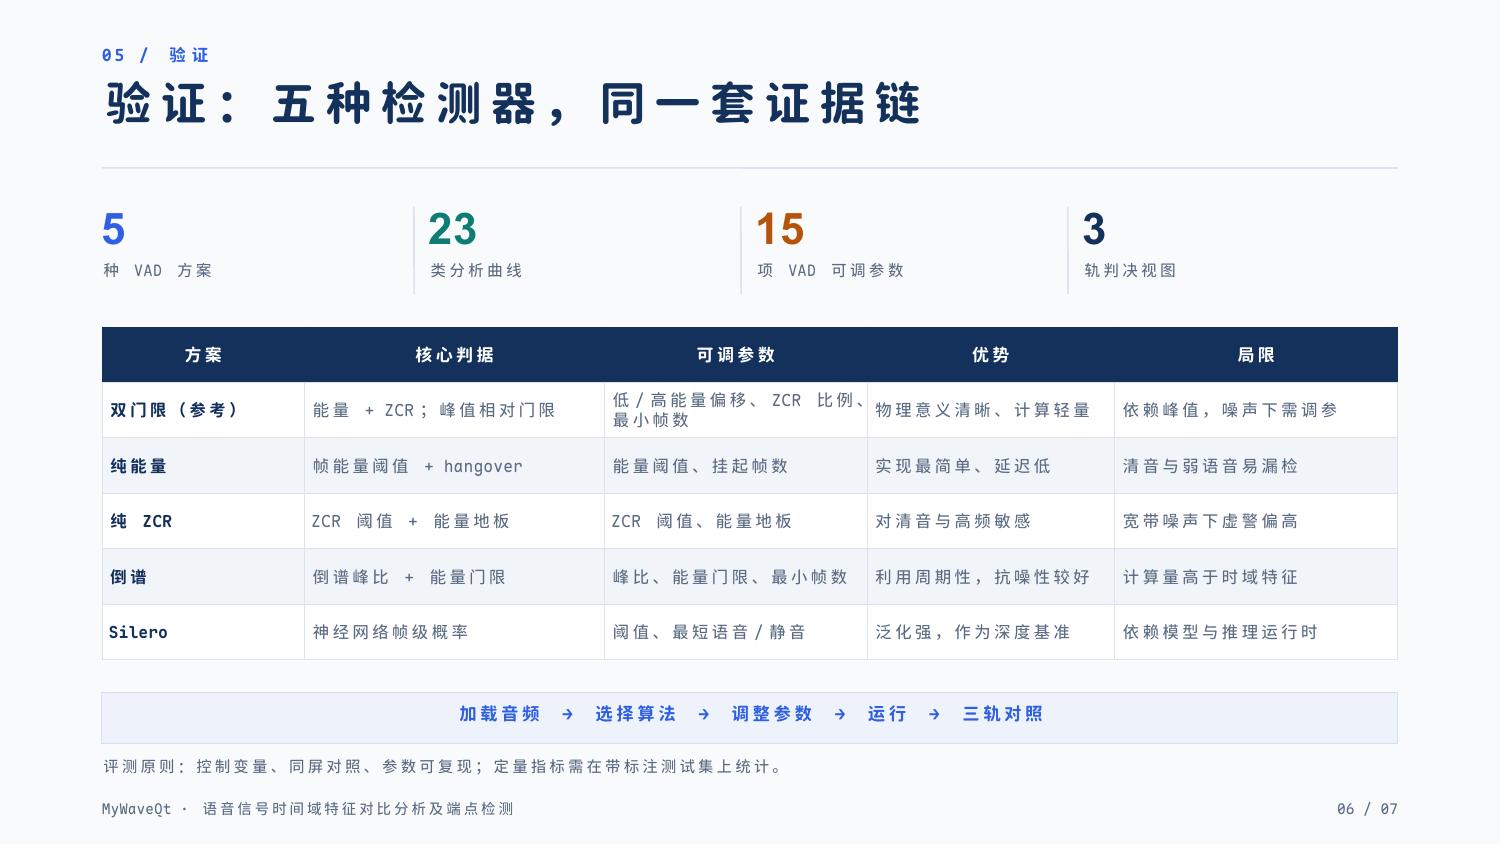 05 / 验证
验证：五种检测器，同一套证据链
5
种 VAD 方案
23
类分析曲线
15
项 VAD 可调参数
3
轨判决视图
方案 核心判据 可调参数 优势 局限
双门限（参考） 能量 + ZCR；峰值相对门限 低/高能量偏移、ZCR 比例、 物理意义清晰、计算轻量 依赖峰值，噪声下需调参
最小帧数
纯能量 帧能量阈值 + hangover 能量阈值、挂起帧数 实现最简单、延迟低 清音与弱语音易漏检
纯 ZCR ZCR 阈值 + 能量地板 ZCR 阈值、能量地板 对清音与高频敏感 宽带噪声下虚警偏高
倒谱 倒谱峰比 + 能量门限 峰比、能量门限、最小帧数 利用周期性，抗噪性较好 计算量高于时域特征
Silero 神经网络帧级概率 阈值、最短语音/静音 泛化强，作为深度基准 依赖模型与推理运行时
加载音频 → 选择算法 → 调整参数 → 运行 → 三轨对照
评测原则：控制变量、同屏对照、参数可复现；定量指标需在带标注测试集上统计。
MyWaveQt · 语音信号时间域特征对比分析及端点检测
06 / 07